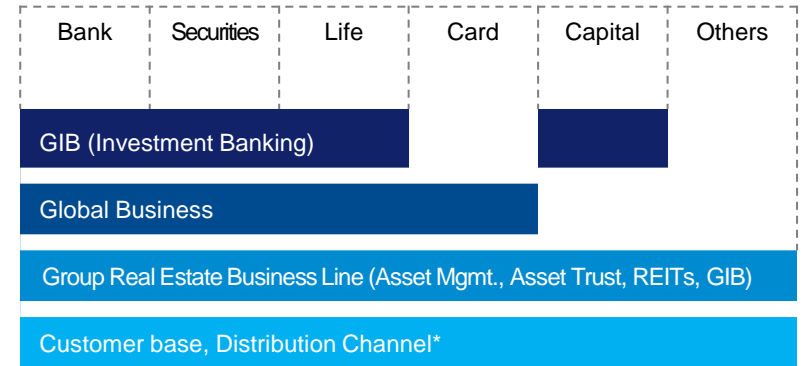 Bank Securities Life Card Capital Others
GIB (Investment Banking)
Global Business
Group Real Estate Business Line (Asset Mgmt., Asset Trust, REITs, GIB)
Customer base, Distribution Channel*